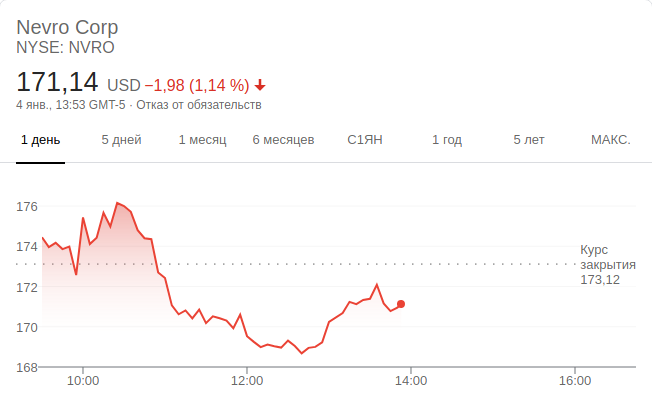 Nevro Corp
NYSE: NVRO
171,14 USD −1,98 (1,14 %)
4 янв., 13:53 GMT-5 · Отказ от обязательств
1 день 5 дней 1 месяц 6 месяцев С1ЯН 1 год 5 лет МАКС.
176
174
Курс
закрытия
173,12
172
170
168
10:00 12:00 14:00 16:00